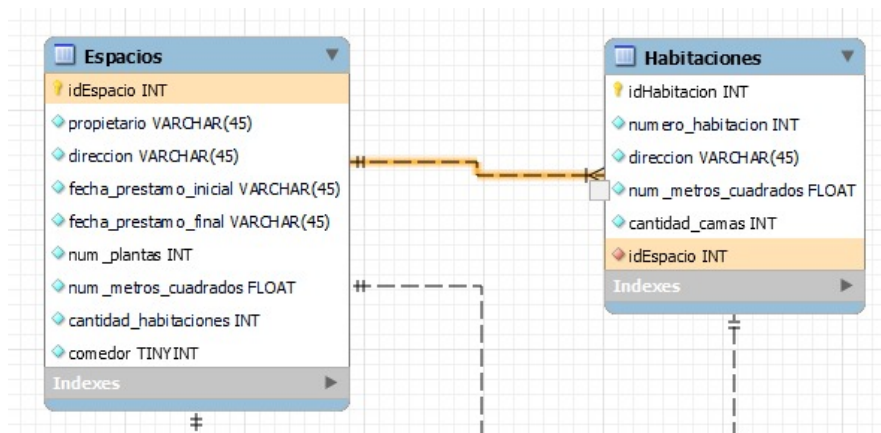 Espacios
idEspacio INT
propietario VARCHAR(45)
direccion VARCHAR(45)
fecha_prestamo_inicial VARCHAR(45)
fecha_prestamo_final VARCHAR(45)
num_plantas INT
num_metros_cuadrados FLOAT
cantidad_habitaciones INT
comedor TINYINT
Indexes
Habitaciones
idHabitacion INT
numero_habitacion INT
direccion VARCHAR(45)
num_metros_cuadrados FLOAT
cantidad_camas INT
idEspacio INT
Indexes